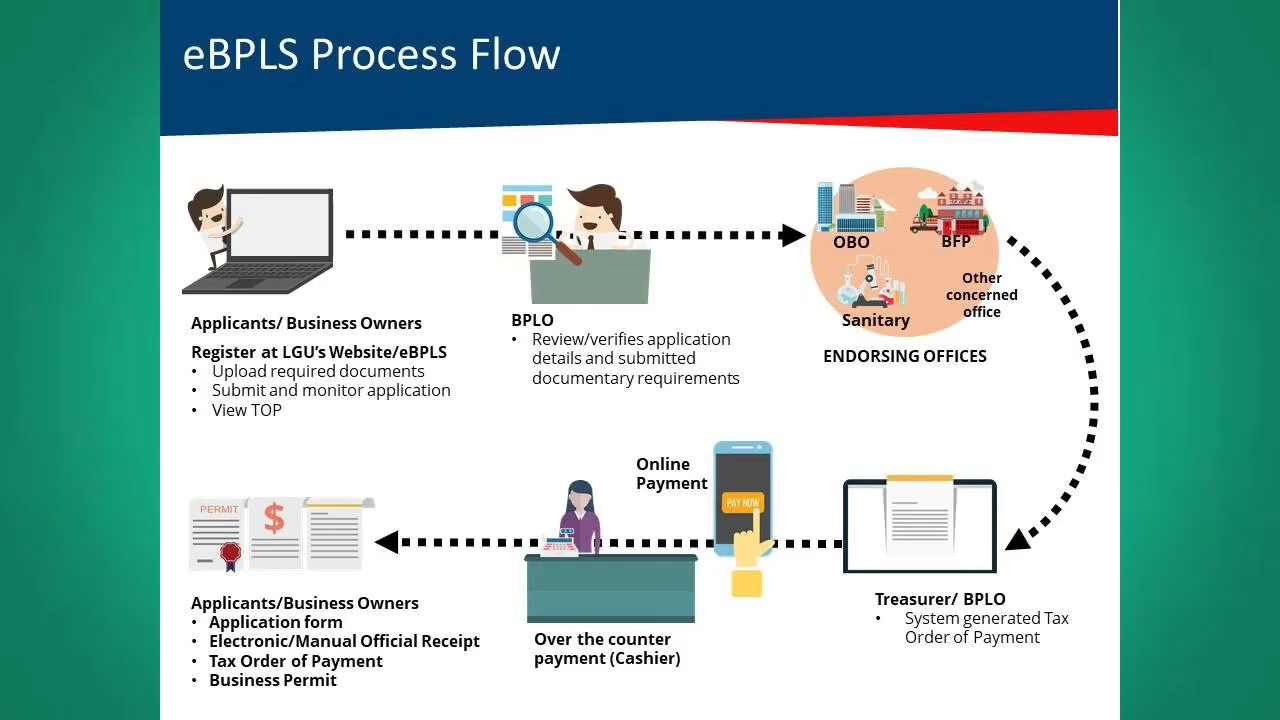 eBPLS Process Flow
OBO
BFP
Sanitary
Other
concerned
office
ENDORSING OFFICES
Applicants/ Business Owners
Register at LGU's Website/eBPLS
• Upload required documents
• Submit and monitor application
• View TOP
BPLO
• Review/verifies application
details and submitted
documentary requirements
Online
Payment
PAY NOW
PERMIT
$
Applicants/Business Owners
• Application form
• Electronic/Manual Official Receipt
• Tax Order of Payment
• Business Permit
Over the counter
payment (Cashier)
Treasurer/ BPLO
• System generated Tax
Order of Payment